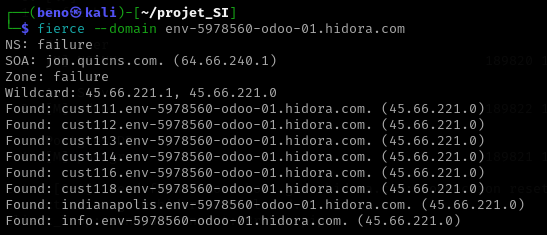 (beno㉿kali)-[~/projet_SI]
$ fierce --domain env-5978560-odoo-01.hidora.com
NS: failure
SOA: jon.quicns.com. (64.66.240.1)
Zone: failure
Wildcard: 45.66.221.1, 45.66.221.0
Found: cust111.env-5978560-odoo-01.hidora.com. (45.66.221.0)
Found: cust112.env-5978560-odoo-01.hidora.com. (45.66.221.0)
Found: cust113.env-5978560-odoo-01.hidora.com. (45.66.221.0)
Found: cust114.env-5978560-odoo-01.hidora.com. (45.66.221.0)
Found: cust116.env-5978560-odoo-01.hidora.com. (45.66.221.0)
Found: cust118.env-5978560-odoo-01.hidora.com. (45.66.221.0)
Found: indianapolis.env-5978560-odoo-01.hidora.com. (45.66.221.0)
Found: info.env-5978560-odoo-01.hidora.com. (45.66.221.0)